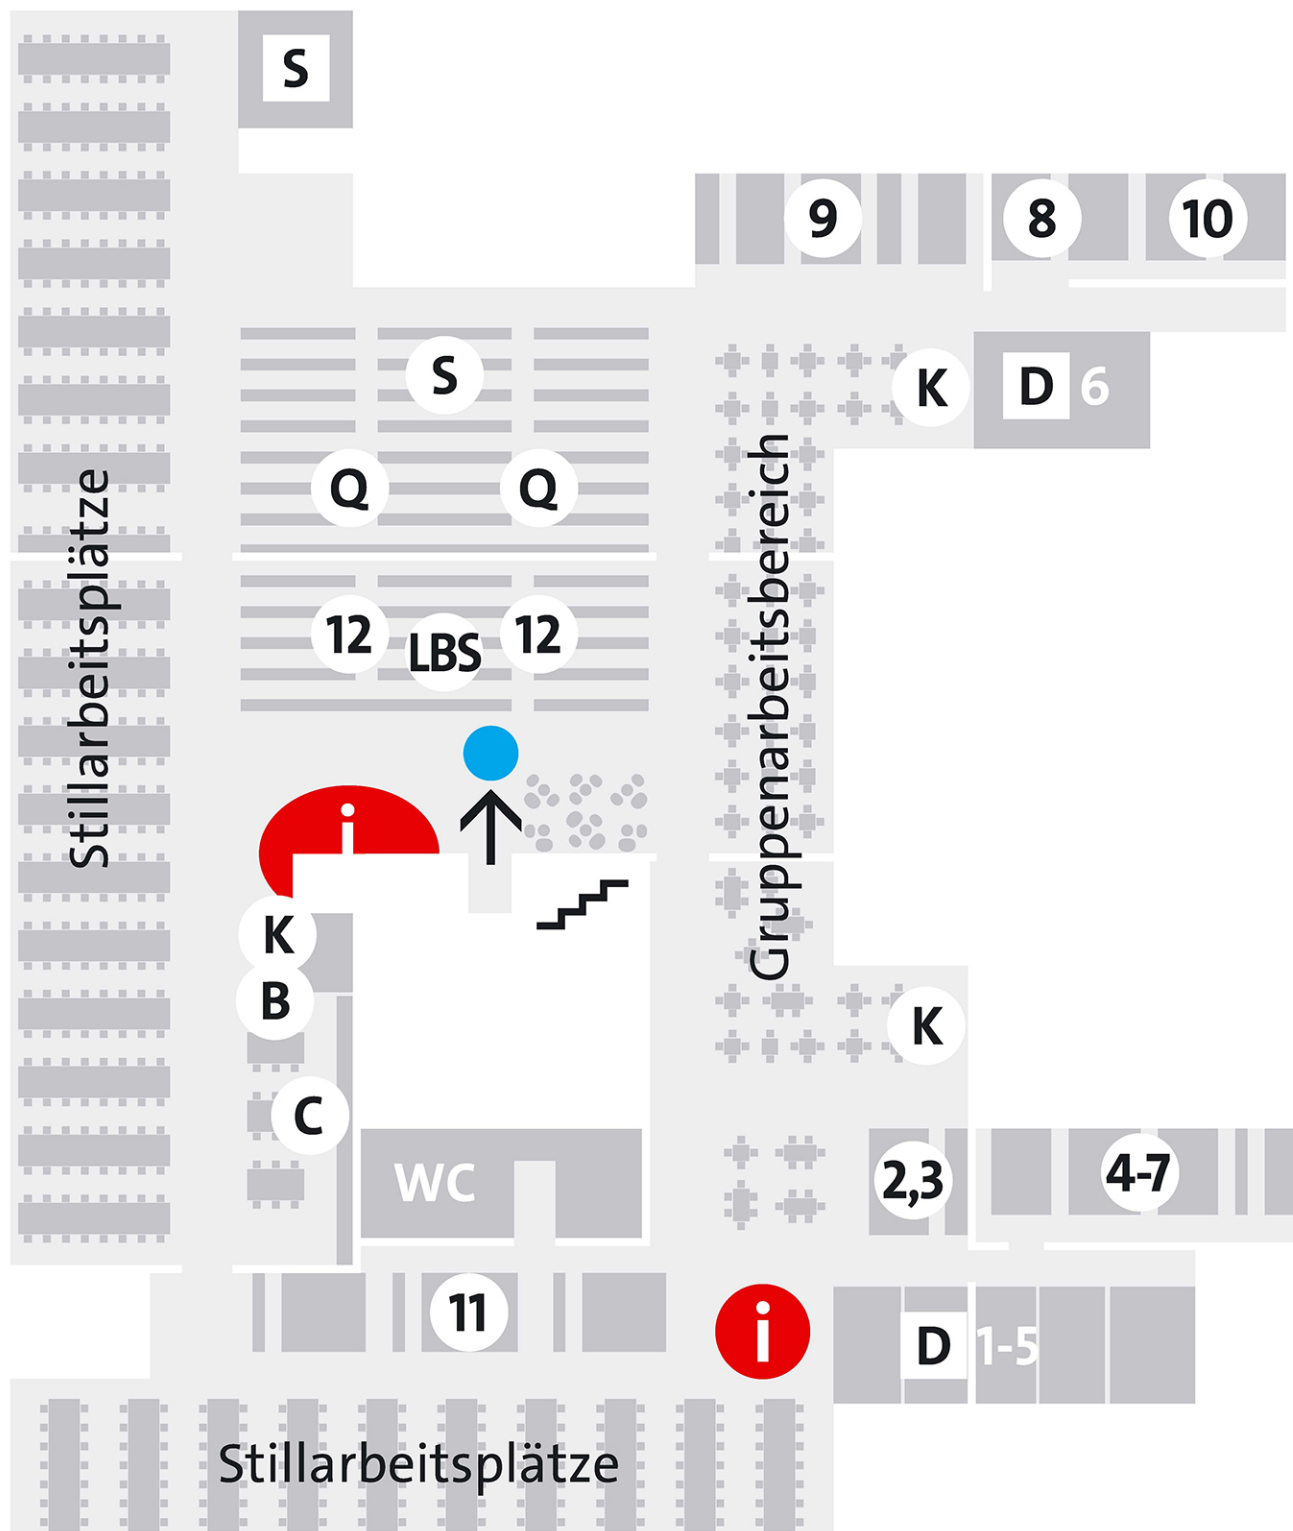 S
9
8
10
S
K
D 6
Q
Q
Stillarbeitsplätze
Gruppenarbeitsbereich
12
LBS
12
i
K
B
K
C
WC
2,3
4-7
11
i
D 1-5
Stillarbeitsplätze